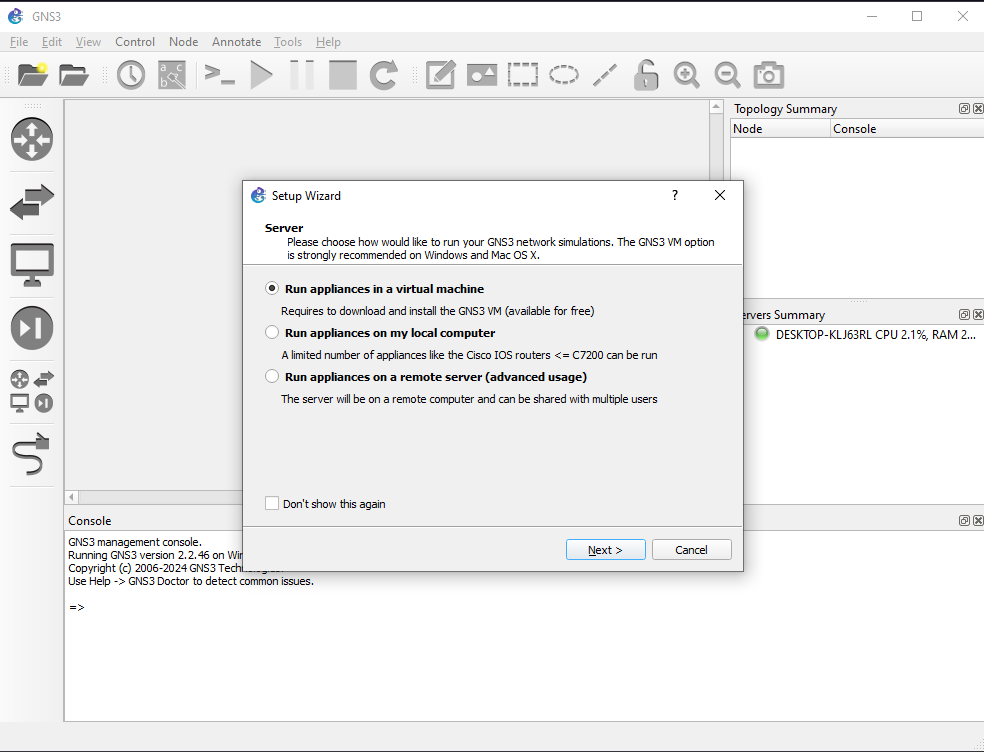 GNS3
File Edit View Control Node Annotate Tools Help
a c
b
>_
Topology Summary
Node Console
Setup Wizard ?
Server
Please choose how would like to run your GNS3 network simulations. The GNS3 VM option
is strongly recommended on Windows and Mac OS X.
Run appliances in a virtual machine
Requires to download and install the GNS3 VM (available for free)
Run appliances on my local computer
A limited number of appliances like the Cisco IOS routers <= C7200 can be run
Run appliances on a remote server (advanced usage)
The server will be on a remote computer and can be shared with multiple users
Don't show this again
Next > Cancel
ervers Summary
DESKTOP-KLJ63RL CPU 2.1%, RAM 2...
Console
GNS3 management console.
Running GNS3 version 2.2.46 on Win
Copyright (c) 2006-2024 GNS3 Technologies.
Use Help -> GNS3 Doctor to detect common issues.
=>